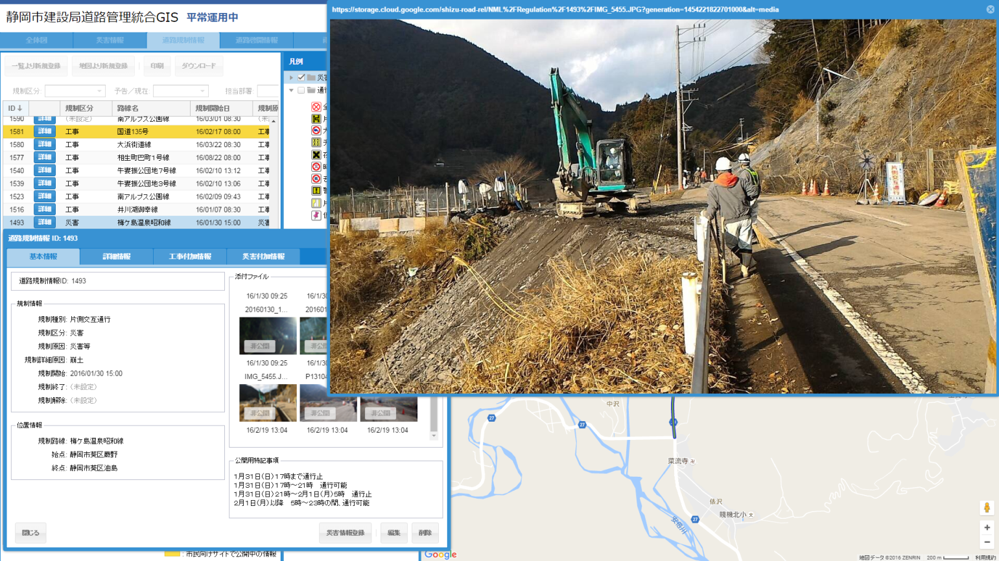 静岡市建設局道路管理統合GIS 平常運用中
全体図 災害情報 道路規制情報 道路啓開情報
一覧より新規登録 地図より新規登録 印刷 ダウンロード
規制区分: 予告／現在: 担当部署
ID↓ 規制区分 路線名 規制開始日 規制原
1590 詳細 (未設定) 南アルプス公園線 16/03/01 08:30
1581 詳細 工事 国道135号 16/02/17 08:00 工事
1580 詳細 工事 大浜街道線 16/03/22 08:30 工事
1577 詳細 工事 相生町巴町1号線 16/08/22 08:00 工事
1540 詳細 工事 牛妻振公団地7号線 16/02/10 13:12 工事
1539 詳細 工事 牛妻振公団地3号線 16/02/10 13:06 工事
1523 詳細 工事 南アルプス公園線 16/02/09 09:43 工事
1516 詳細 工事 井川湖御幸線 16/01/07 08:30 工事
1493 詳細 災害 梅ケ島温泉昭和線 16/01/30 15:00 災害
凡例
災害
通行
https://storage.cloud.google.com/shizu-road-rel/NML%2FRegulation%2F1493%2FIMG_5455.JPG?generation=1454221822701000&alt=media
片側交互通行
道路規制情報 ID: 1493
基本情報 詳細情報 工事付加情報 災害付加情報
道路規制情報ID: 1493
規制情報
規制種別: 片側交互通行
規制区分: 災害
規制原因: 災害等
規制詳細原因: 崩土
規制開始: 2016/01/30 15:00
規制終了: (未設定)
規制解除: (未設定)
位置情報
規制路線: 梅ケ島温泉昭和線
始点: 静岡市葵区蕨野
終点: 静岡市葵区油島
添付ファイル
16/1/30 09:25 16/1/3
20160130_1... 20160
非公開 非公
16/1/30 09:25 16/1/3
IMG_5455.J... P13104
非公開 非公開 非公開
16/2/19 13:04 16/2/19 13:04 16/2/19 13:04
公開用特記事項
1月31日(日)17時まで通行止
1月31日(日)17時～21時 通行可能
1月31日(日)21時～2月1日(月)5時 通行止
2月1日(月)以降 5時～23時の間、通行可能
閉じる 災害情報登録 編集 削除
: 市民向けサイトで公開中の情報
中沢
27
27
菜流寺 卍
俵沢
賤機北小 文
27
安倍川
Google
地図データ ©2016 ZENRIN 200 m 利用規約